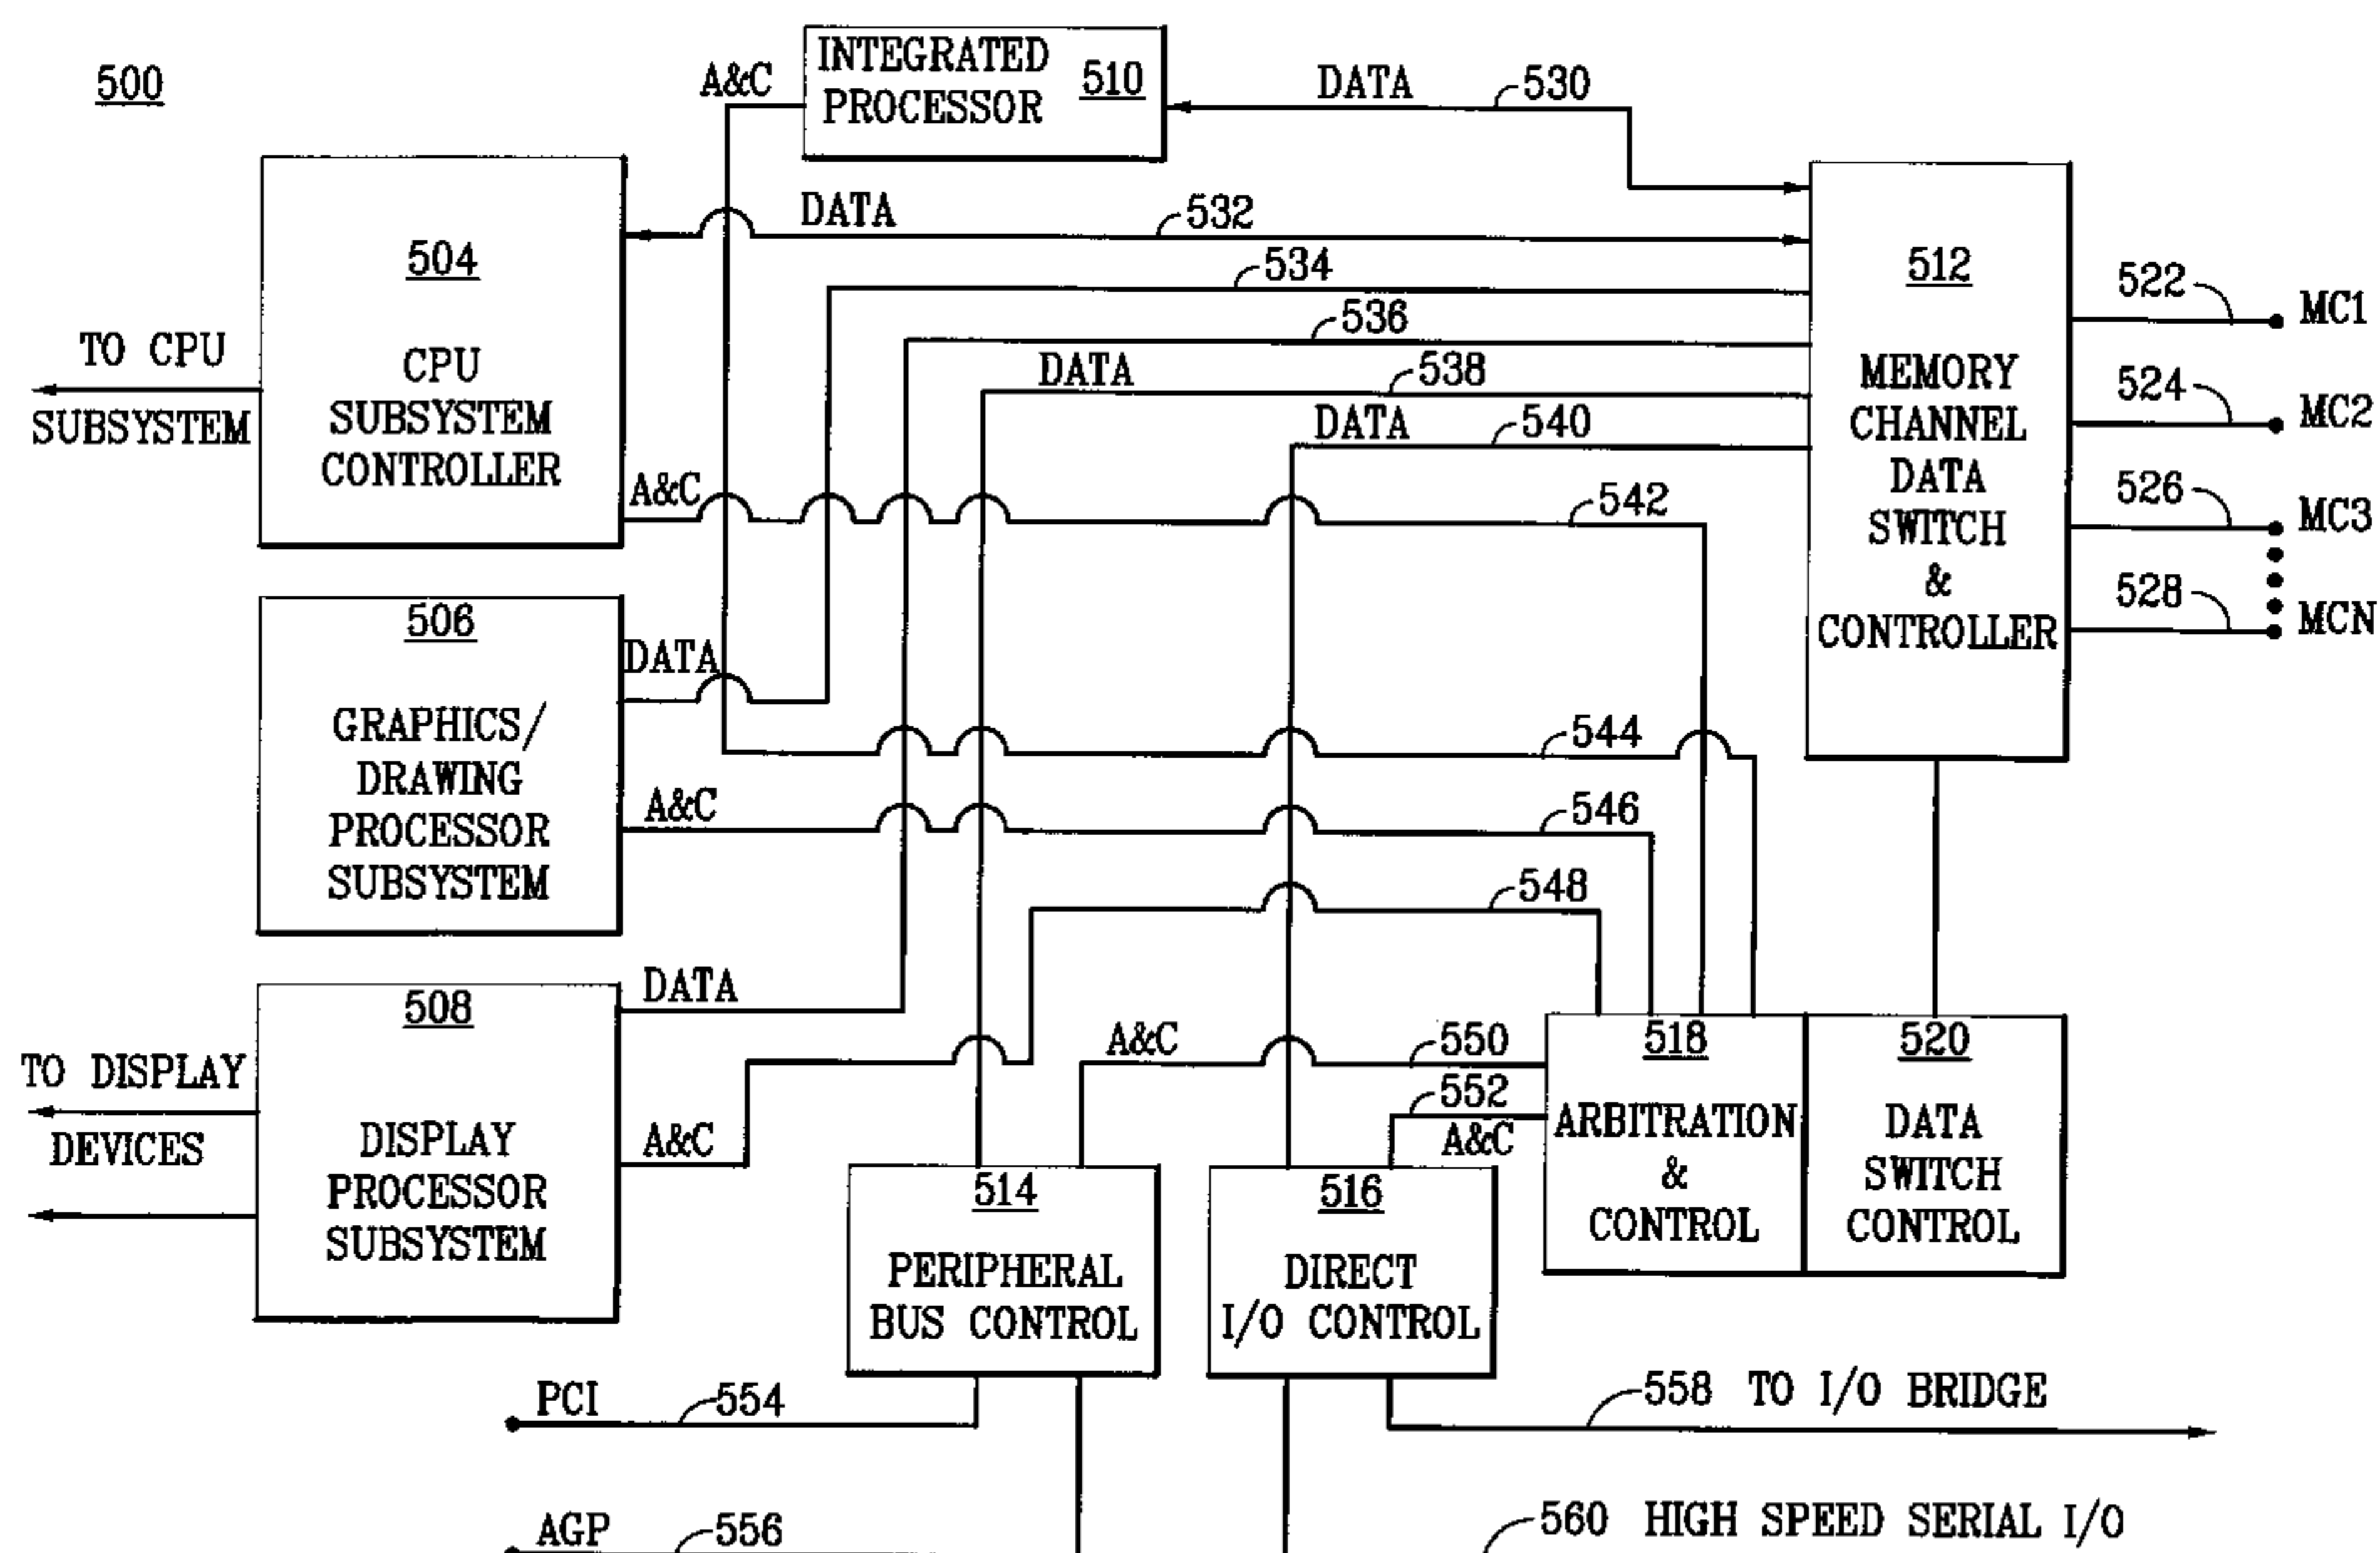 500
A&C
INTEGRATED
PROCESSOR
510
DATA
530
504
CPU
SUBSYSTEM
CONTROLLER
TO CPU
SUBSYSTEM
DATA
532
534
536
DATA
538
DATA
540
A&C
542
512
MEMORY
CHANNEL
DATA
SWITCH
&
CONTROLLER
522
MC1
524
MC2
526
MC3
528
MCN
506
GRAPHICS/
DRAWING
PROCESSOR
SUBSYSTEM
DATA
544
A&C
546
548
508
DISPLAY
PROCESSOR
SUBSYSTEM
TO DISPLAY
DEVICES
DATA
A&C
A&C
550
552
A&C
518
ARBITRATION
&
CONTROL
520
DATA
SWITCH
CONTROL
514
PERIPHERAL
BUS CONTROL
516
DIRECT
I/O CONTROL
PCI
554
558 TO I/O BRIDGE
AGP
556
560 HIGH SPEED SERIAL I/O